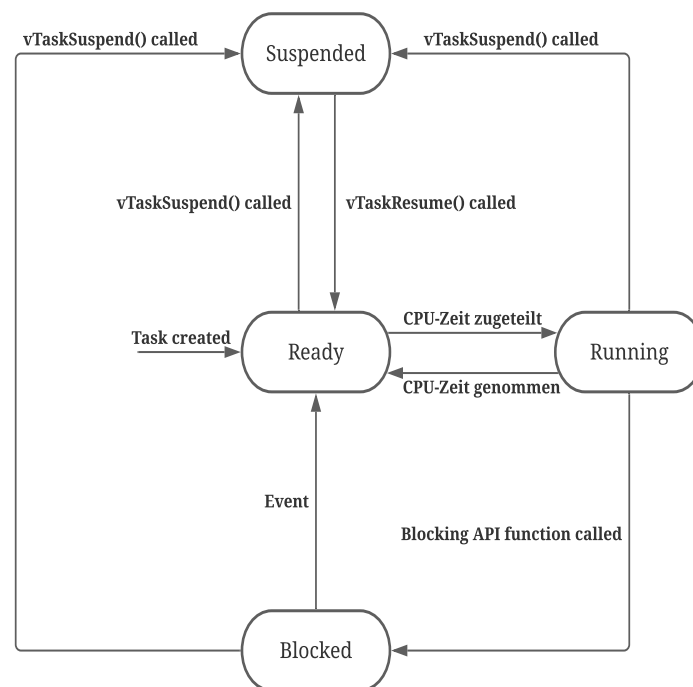 vTaskSuspend() called
vTaskSuspend() called
Suspended
vTaskSuspend() called
vTaskResume() called
CPU-Zeit zugeteilt
Task created
Ready
Running
CPU-Zeit genommen
Event
Blocking API function called
Blocked